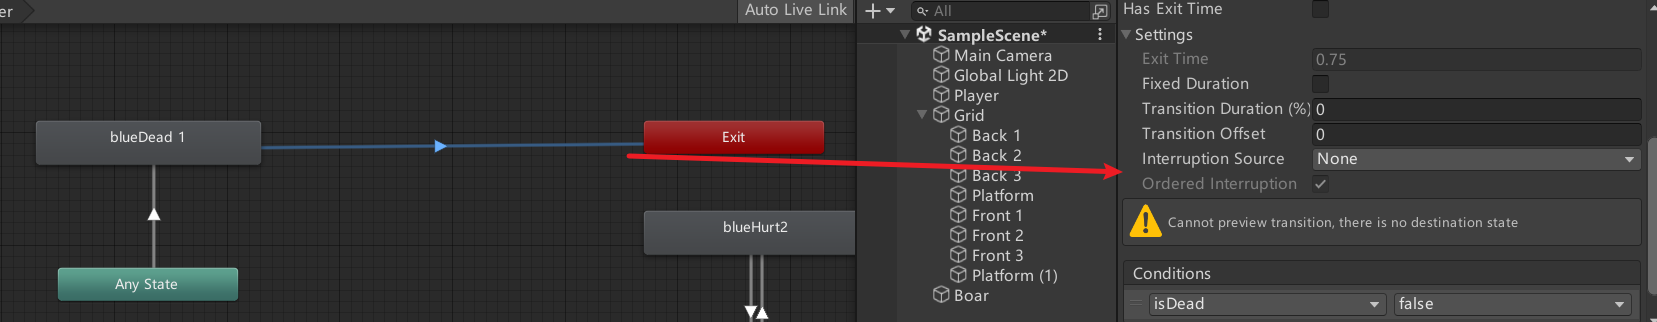 er
Auto Live Link
blueDead 1
Exit
blueHurt2
Any State
All
SampleScene*
Main Camera
Global Light 2D
Player
Grid
Back 1
Back 2
Back 3
Platform
Front 1
Front 2
Front 3
Platform (1)
Boar
Has Exit Time
Settings
Exit Time 0.75
Fixed Duration
Transition Duration (%) 0
Transition Offset 0
Interruption Source None
Ordered Interruption
Cannot preview transition, there is no destination state
Conditions
isDead false